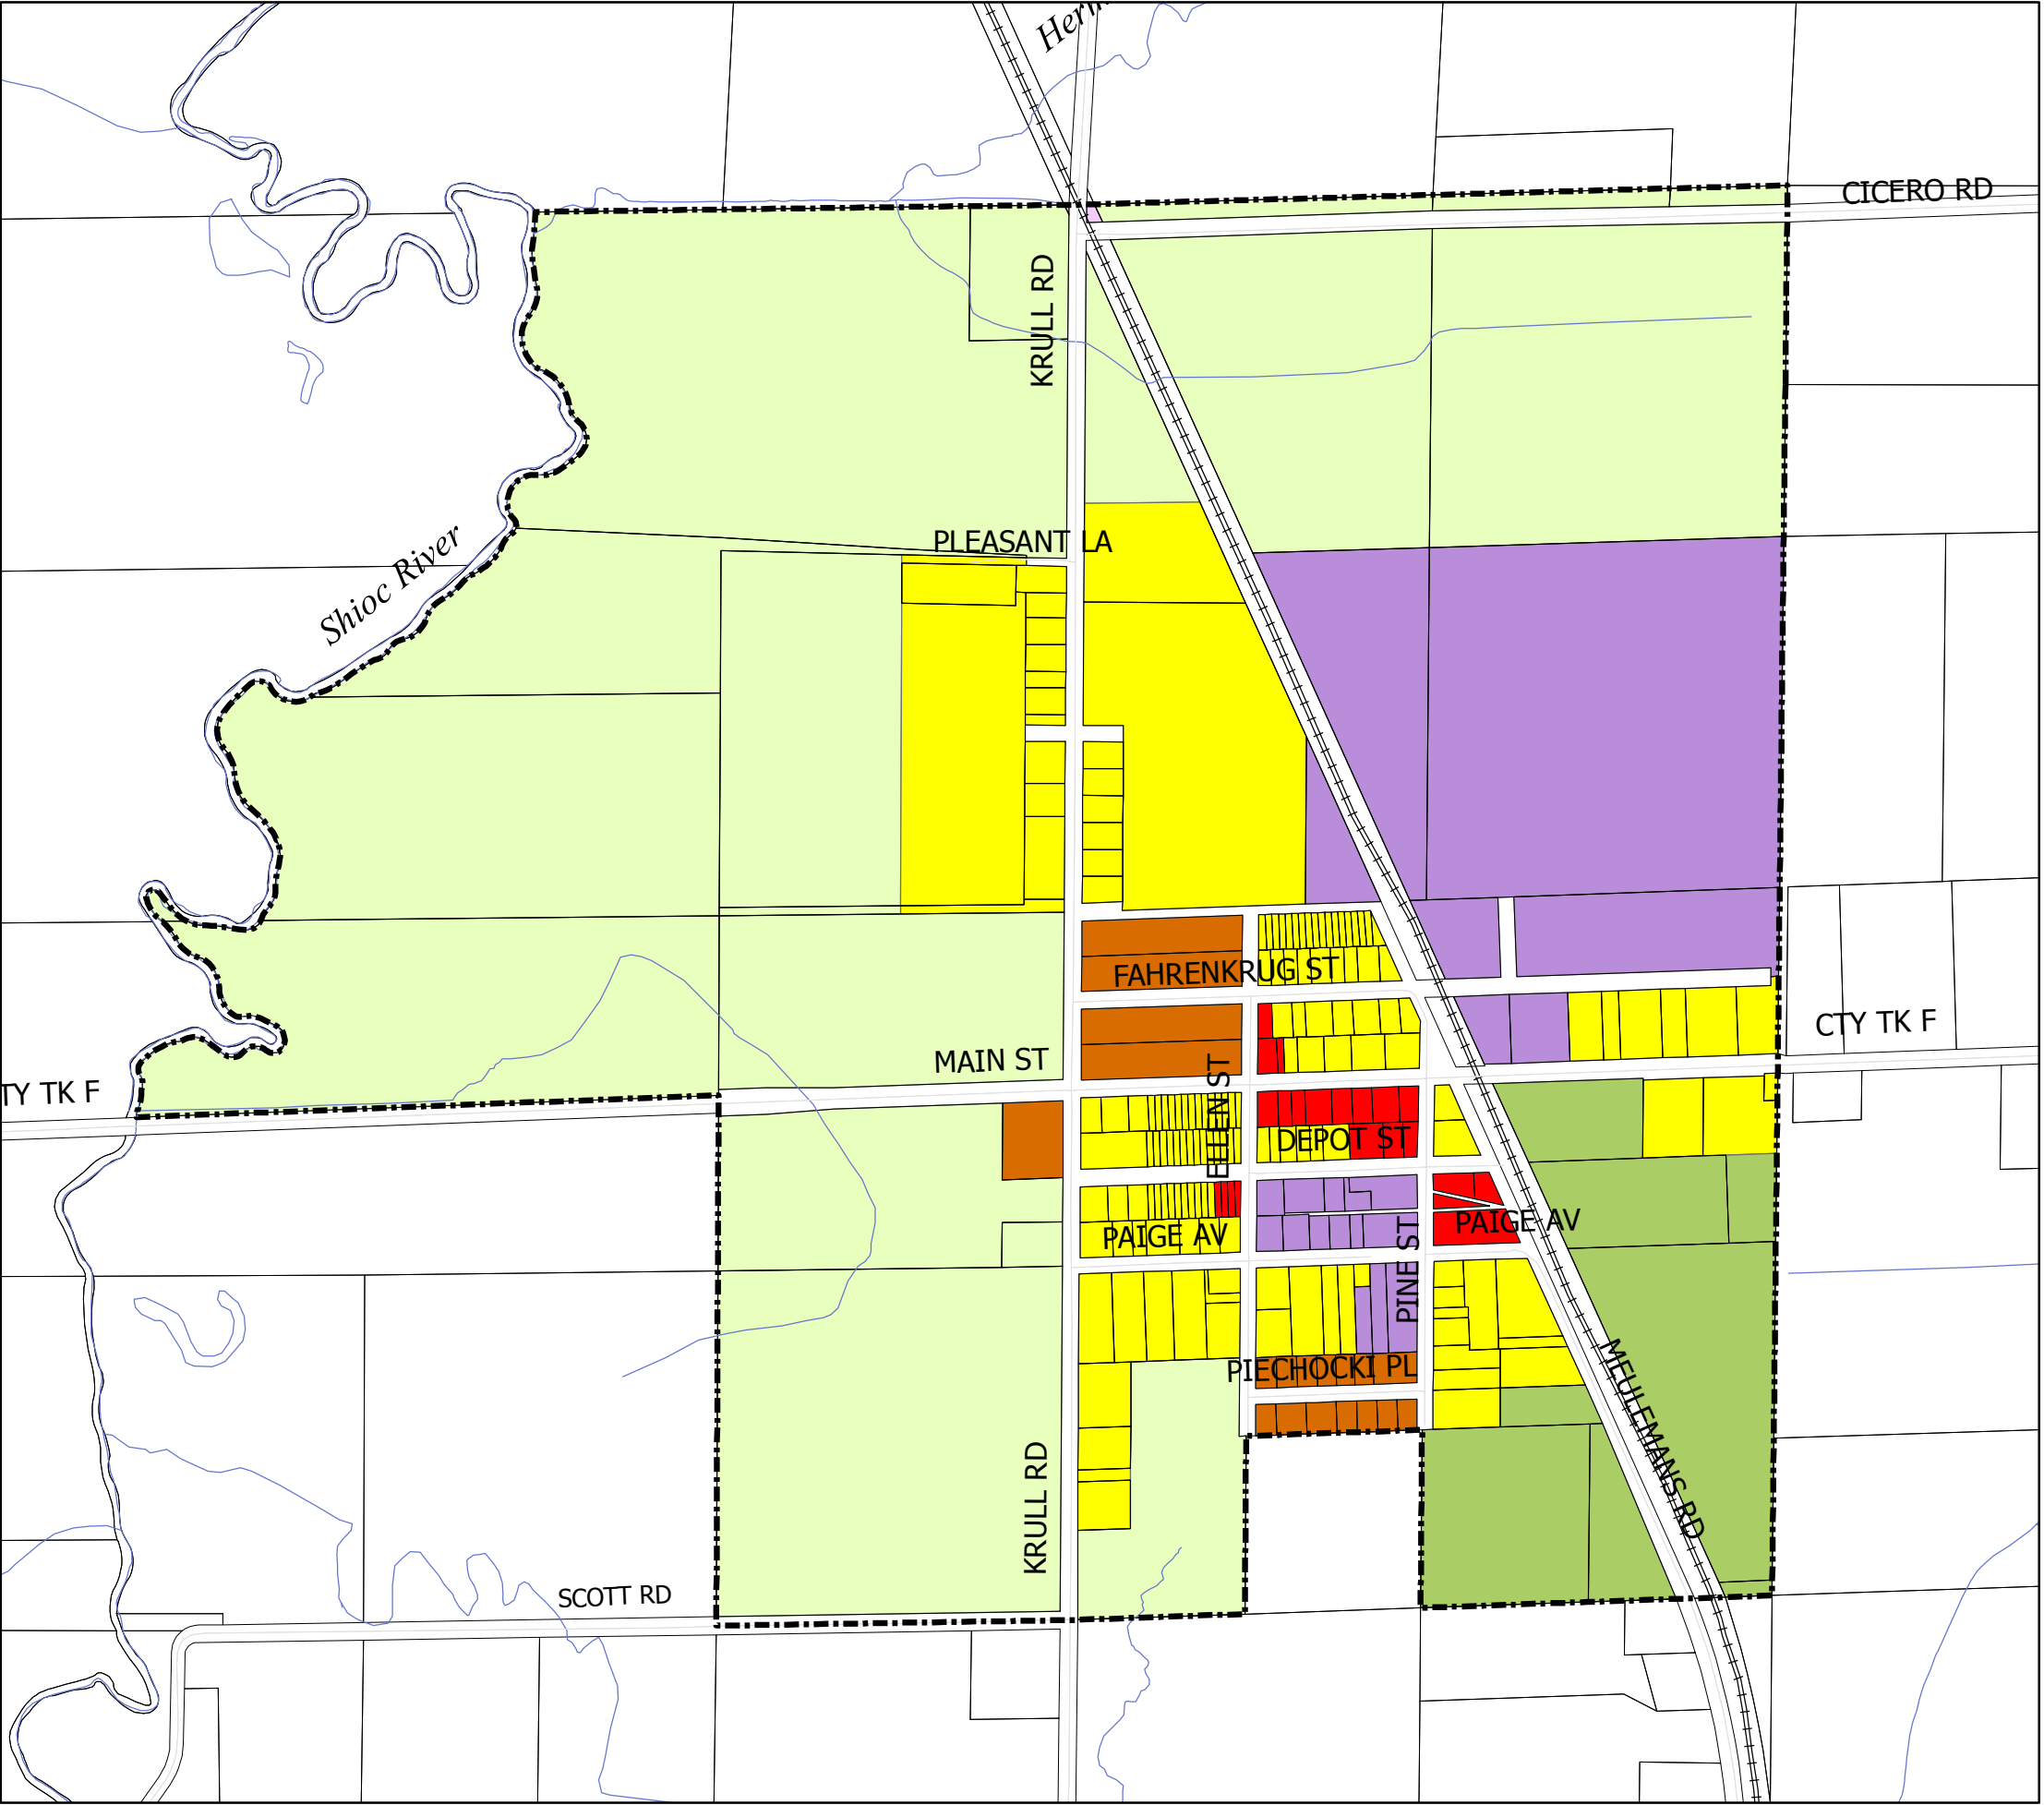 CICERO RD
KRULL RD
PLEASANT LA
Shioc River
FAHRENKRUG ST
CTY TK F
MAIN ST
TY TK F
ELLEN ST
DEPOT ST
PAIGE AV
PAIGE AV
PINE ST
PIECHOCKI PL
MEULEMANS RD
KRULL RD
SCOTT RD